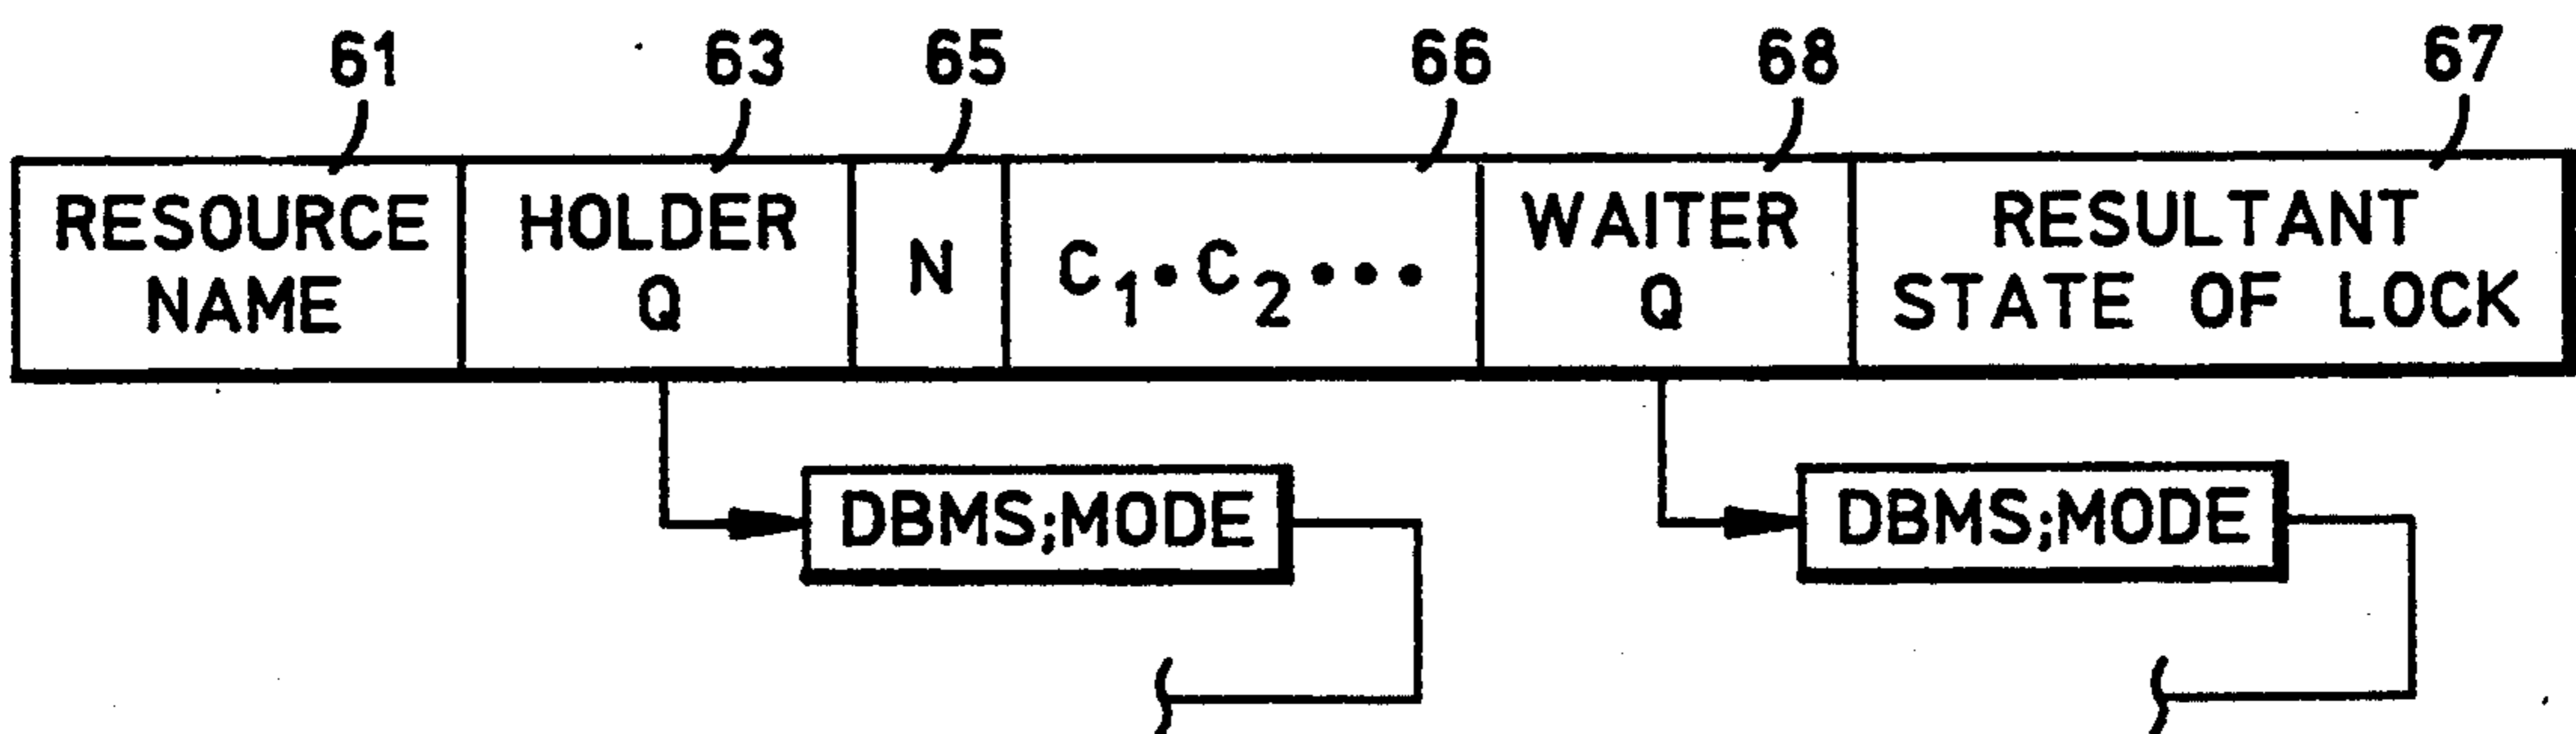 61 63 65 66 68 67
RESOURCE NAME
HOLDER Q
N
C₁•C₂•••
WAITER Q
RESULTANT STATE OF LOCK
DBMS;MODE DBMS;MODE